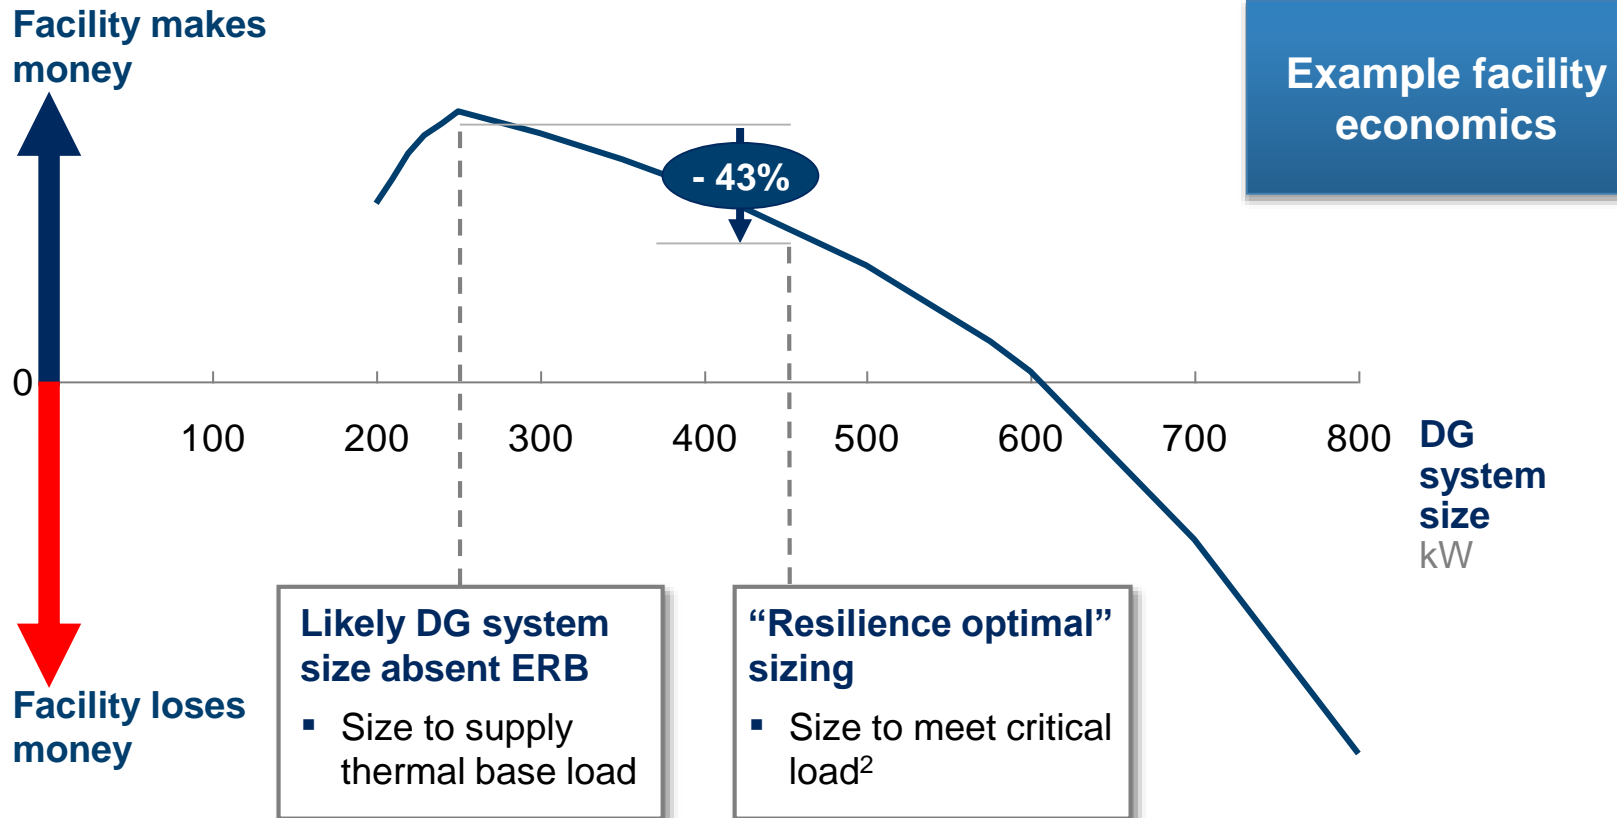 Facility makes
money
Example facility
economics
- 43%
0
100 200 300 400 500 600 700 800
DG
system
size
kW
Likely DG system
size absent ERB
▪ Size to supply
thermal base load
“Resilience optimal”
sizing
▪ Size to meet critical
load²
Facility loses
money